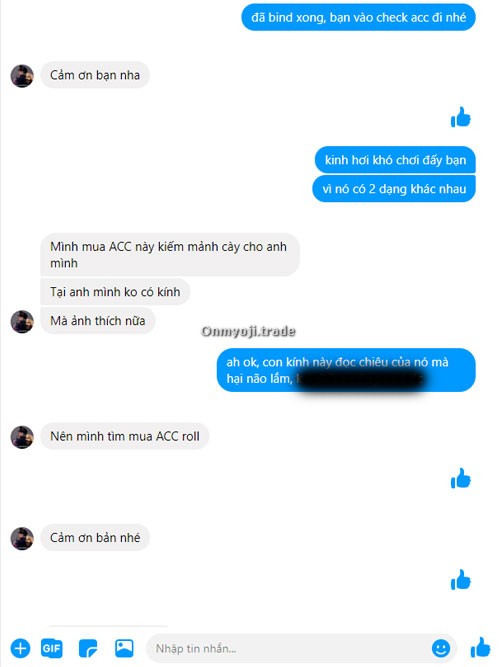 đã bind xong, bạn vào check acc đi nhé
Cảm ơn bạn nha
kinh hơi khó chơi đấy bạn
vì nó có 2 dạng khác nhau
Mình mua ACC này kiếm mảnh cày cho anh
mình
Tại anh mình ko có kính
Mà ảnh thích nữa
Onmyoji.trade
ah ok, con kính này đọc chiêu của nó mà
hại não lắm,
Nên mình tìm mua ACC roll
Cảm ơn bản nhé
GIF
Nhập tin nhắn...